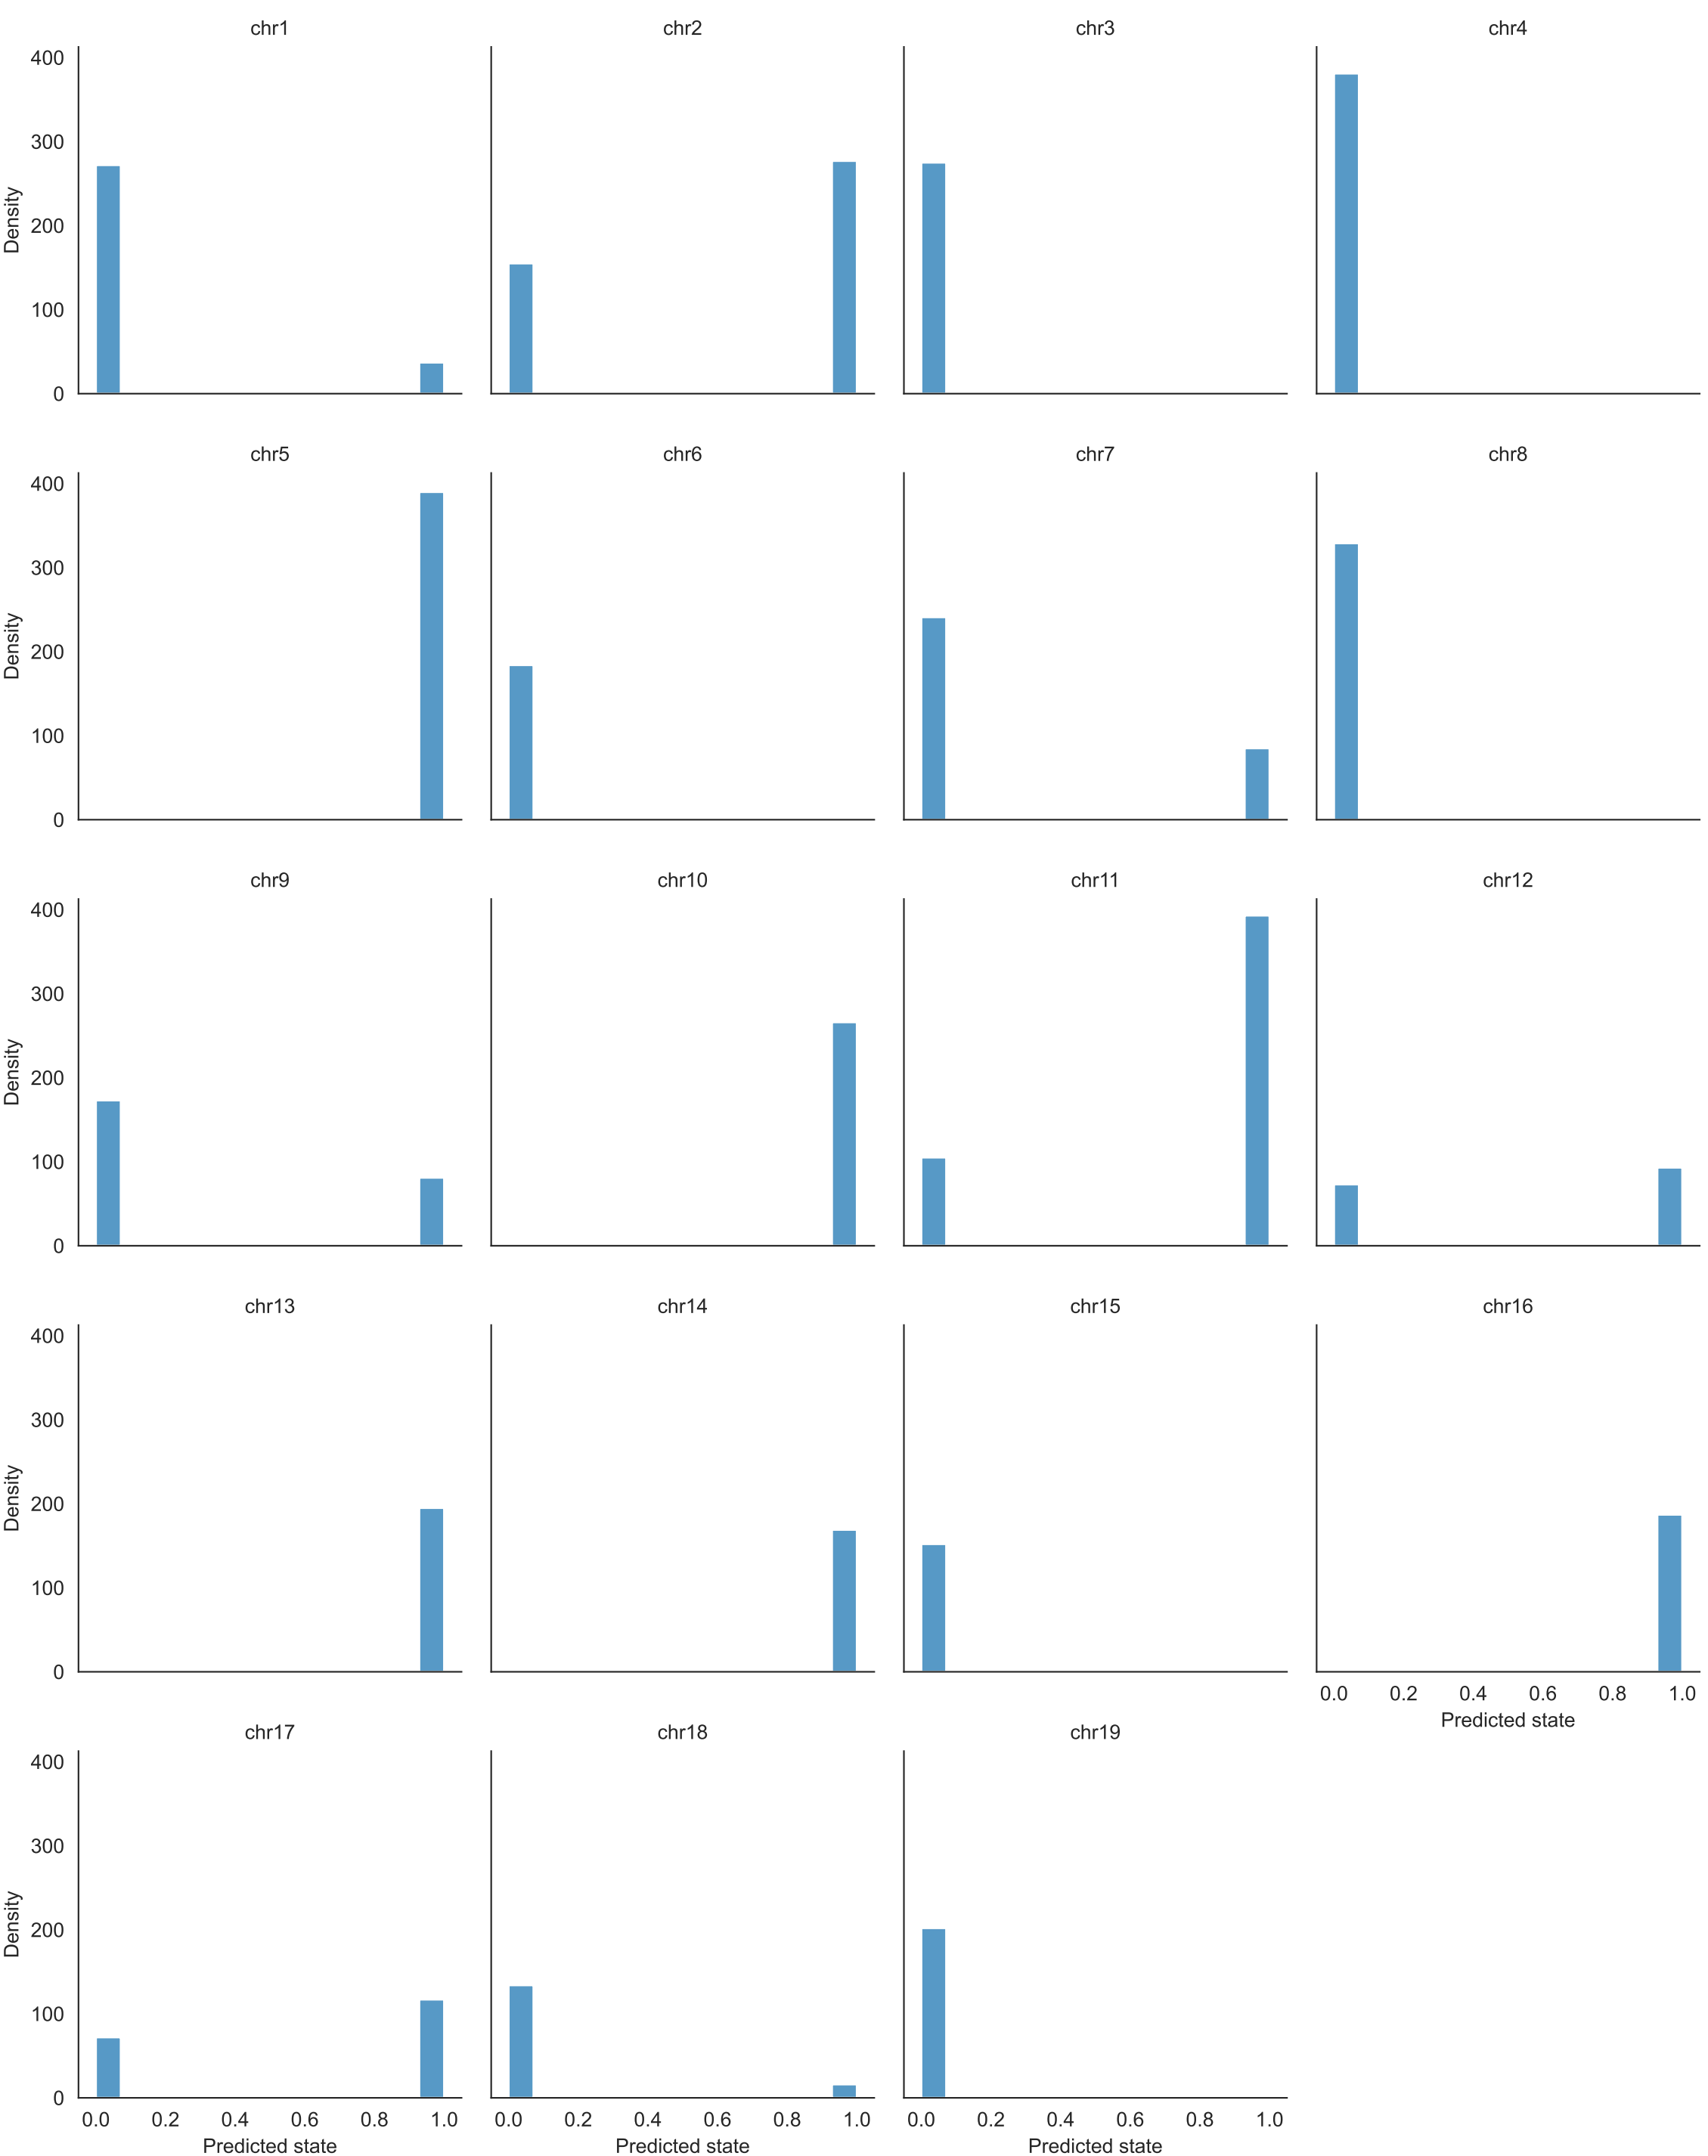 chr1 chr2 chr3 chr4
400
300
200
100
0
Density
chr5 chr6 chr7 chr8
400
300
200
100
0
Density
chr9 chr10 chr11 chr12
400
300
200
100
0
Density
chr13 chr14 chr15 chr16
400
300
200
100
0
Density
0.0 0.2 0.4 0.6 0.8 1.0
Predicted state
chr17 chr18 chr19
400
300
200
100
0
Density
0.0 0.2 0.4 0.6 0.8 1.0 0.0 0.2 0.4 0.6 0.8 1.0 0.0 0.2 0.4 0.6 0.8 1.0
Predicted state Predicted state Predicted state